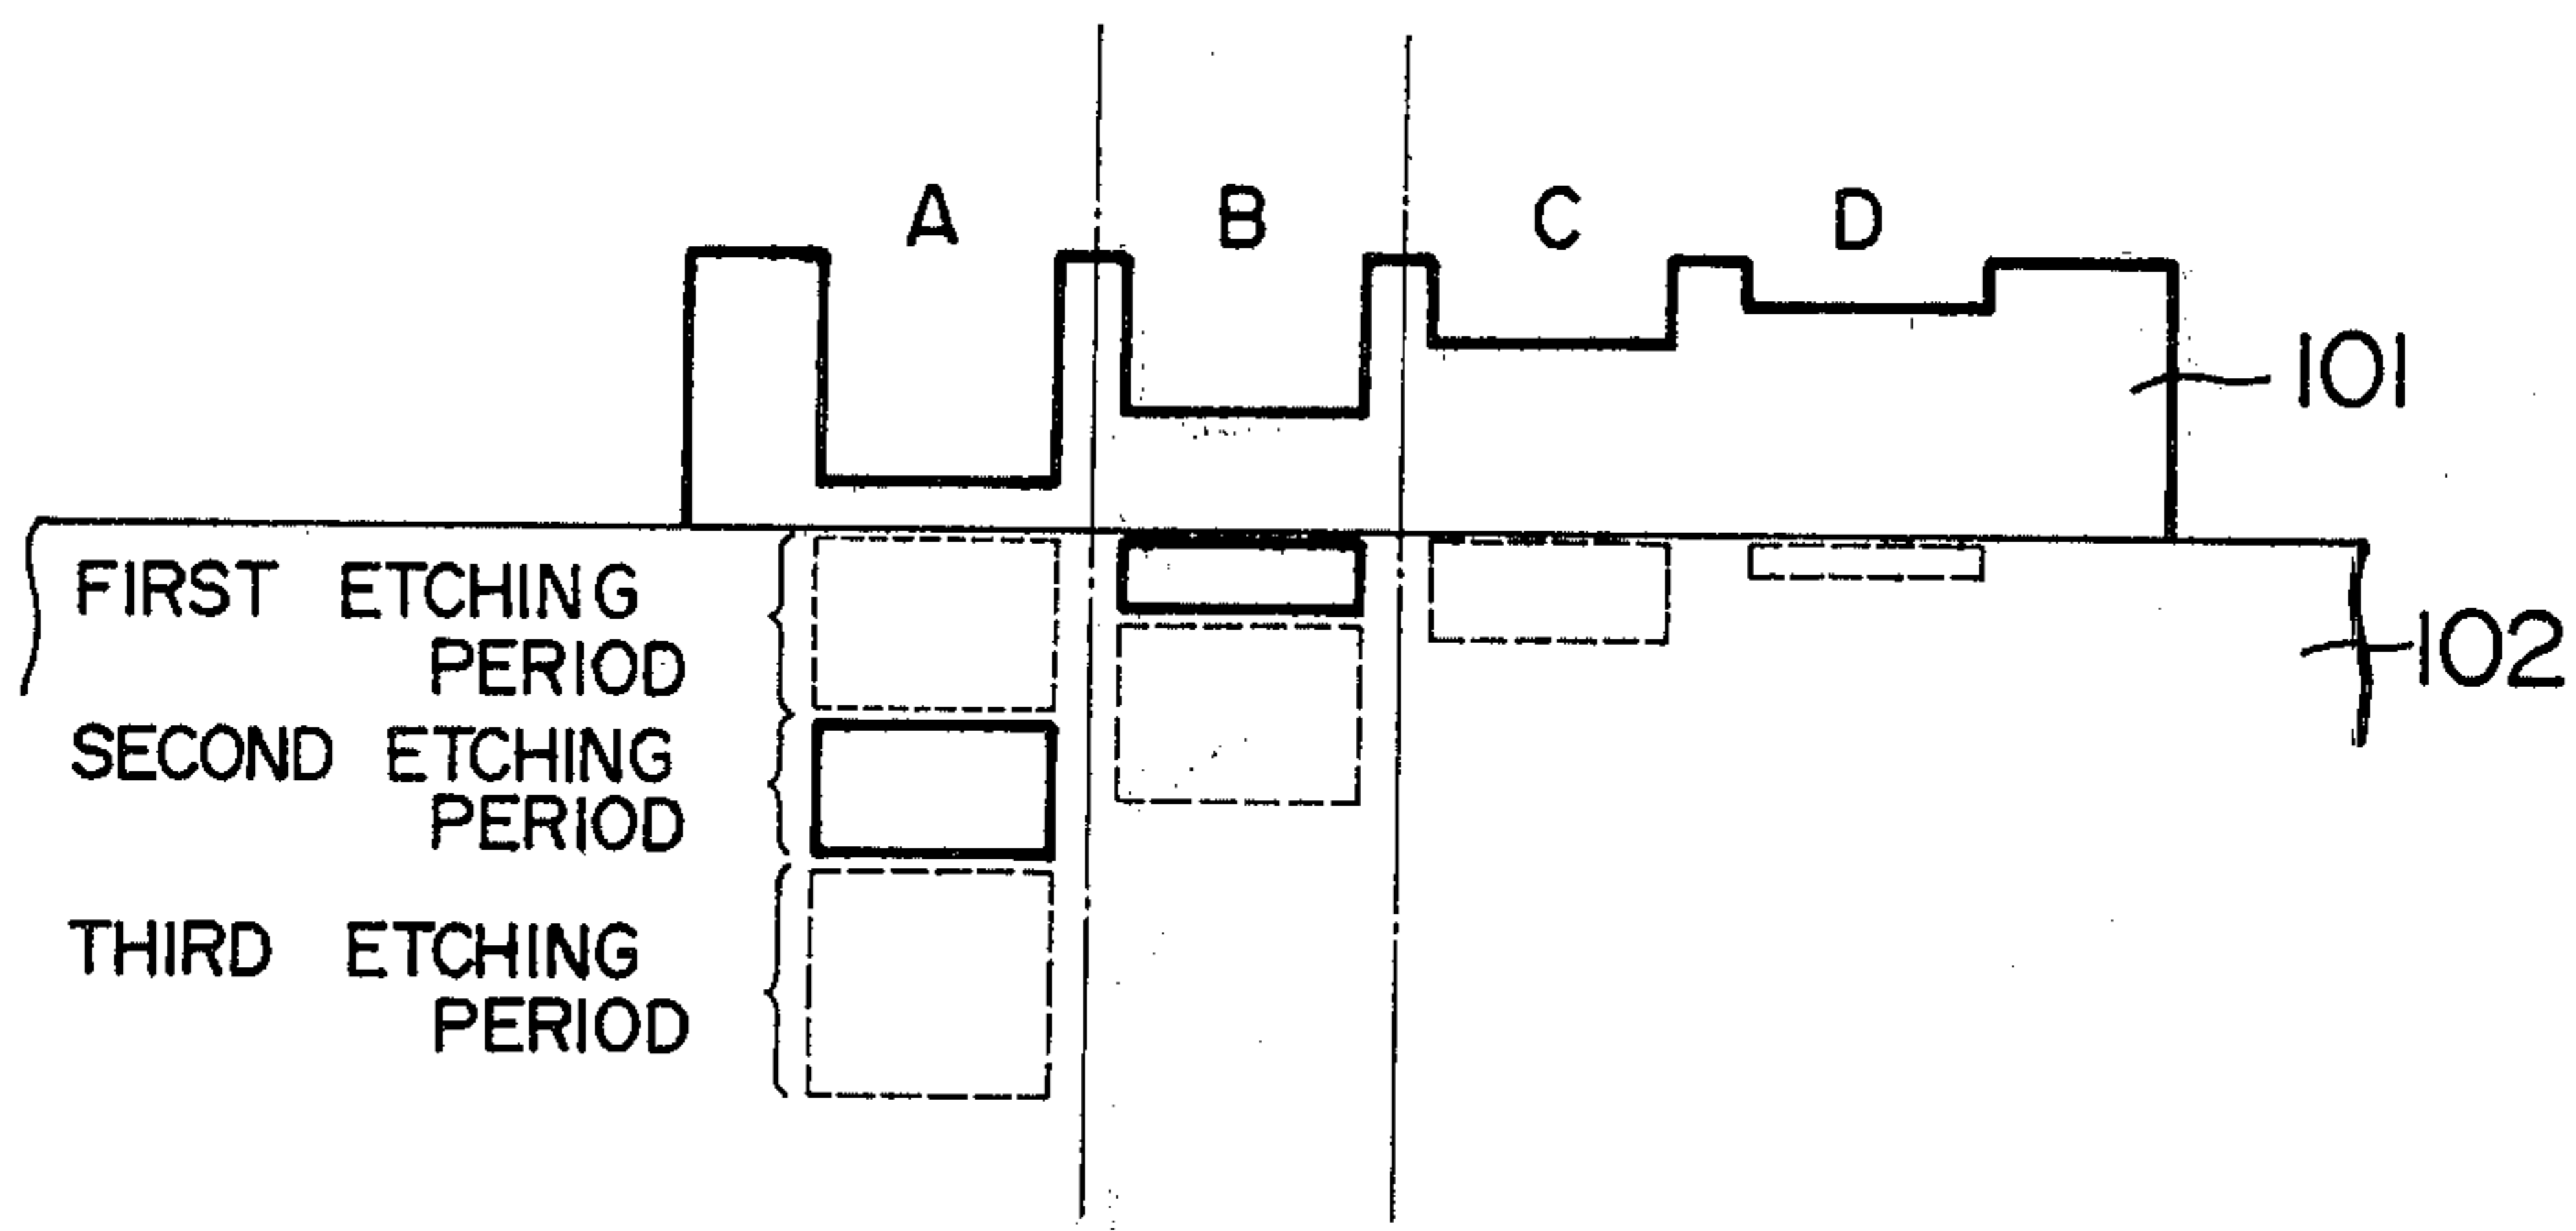 A B C D
101
FIRST ETCHING
PERIOD
102
SECOND ETCHING
PERIOD
THIRD ETCHING
PERIOD